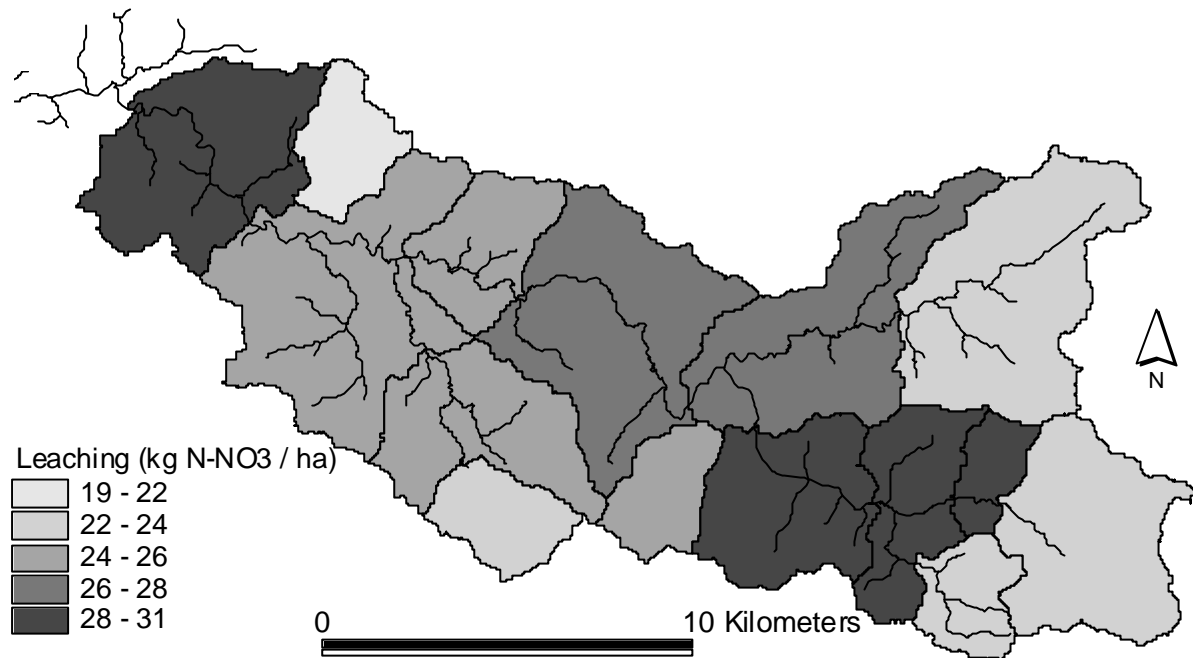 N
Leaching (kg N-NO3 / ha)
19 - 22
22 - 24
24 - 26
26 - 28
28 - 31
0 10 Kilometers